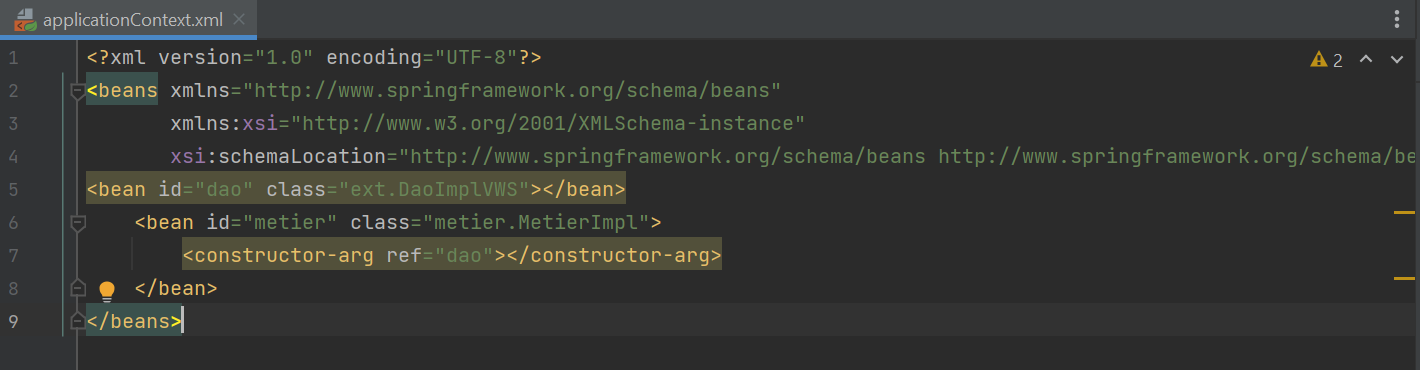 applicationContext.xml
1 <?xml version="1.0" encoding="UTF-8"?>
2
2 <beans xmlns="http://www.springframework.org/schema/beans"
3 xmlns:xsi="http://www.w3.org/2001/XMLSchema-instance"
4 xsi:schemaLocation="http://www.springframework.org/schema/beans http://www.springframework.org/schema/be
5 <bean id="dao" class="ext.DaoImplVWS"></bean>
6 <bean id="metier" class="metier.MetierImpl">
7 <constructor-arg ref="dao"></constructor-arg>
8 </bean>
9 </beans>